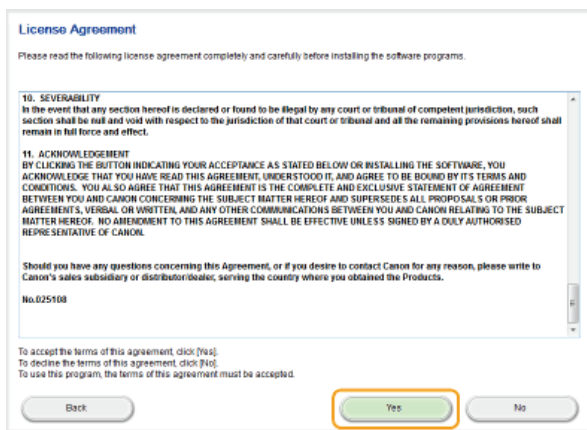 License Agreement
Please read the following license agreement completely and carefully before installing the software programs.
10. SEVERABILITY
In the event that any section hereof is declared or found to be illegal by any court or tribunal of competent jurisdiction, such
section shall be null and void with respect to the jurisdiction of that court or tribunal and all the remaining provisions hereof shall
remain in full force and effect.
11. ACKNOWLEDGEMENT
BY CLICKING THE BUTTON INDICATING YOUR ACCEPTANCE AS STATED BELOW OR INSTALLING THE SOFTWARE, YOU
ACKNOWLEDGE THAT YOU HAVE READ THIS AGREEMENT, UNDERSTOOD IT, AND AGREE TO BE BOUND BY ITS TERMS AND
CONDITIONS. YOU ALSO AGREE THAT THIS AGREEMENT IS THE COMPLETE AND EXCLUSIVE STATEMENT OF AGREEMENT
BETWEEN YOU AND CANON CONCERNING THE SUBJECT MATTER HEREOF AND SUPERSEDES ALL PROPOSALS OR PRIOR
AGREEMENTS, VERBAL OR WRITTEN, AND ANY OTHER COMMUNICATIONS BETWEEN YOU AND CANON RELATING TO THE SUBJECT
MATTER HEREOF. NO AMENDMENT TO THIS AGREEMENT SHALL BE EFFECTIVE UNLESS SIGNED BY A DULY AUTHORISED
REPRESENTATIVE OF CANON.
Should you have any questions concerning this Agreement, or if you desire to contact Canon for any reason, please write to
Canon's sales subsidiary or distributor/dealer, serving the country where you obtained the Products.
No.025108
To accept the terms of this agreement, click [Yes].
To decline the terms of this agreement, click [No].
To use this program, the terms of this agreement must be accepted.
Back
Yes
No